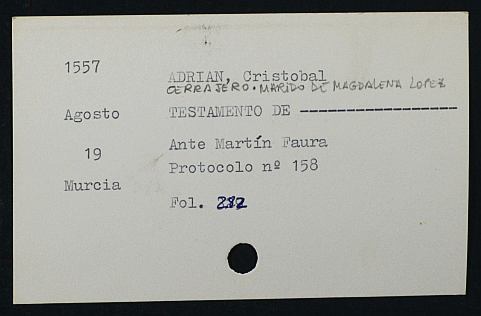 1557
ADRIAN, Cristobal
CERRAJERO. MARIDO DE MAGDALENA LOPEZ
Agosto
TESTAMENTO DE -----------------
19
Ante Martín Faura
Protocolo nº 158
Murcia
Fol. 282